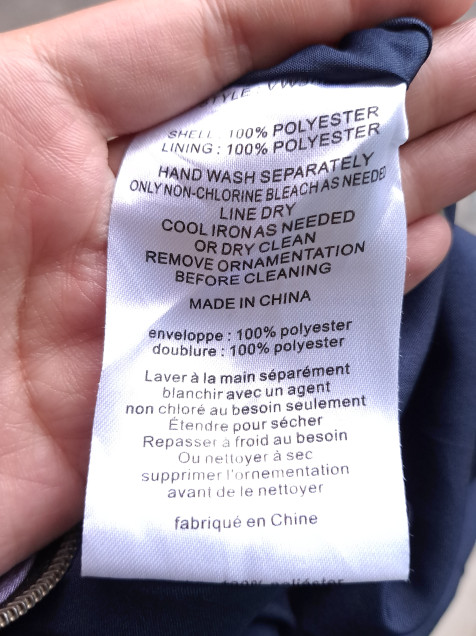 STYLE:
SHELL : 100% POLYESTER
LINING : 100% POLYESTER
HAND WASH SEPARATELY
ONLY NON-CHLORINE BLEACH AS NEEDED
LINE DRY
COOL IRON AS NEEDED
OR DRY CLEAN
REMOVE ORNAMENTATION
BEFORE CLEANING
MADE IN CHINA
enveloppe : 100% polyester
doublure : 100% polyester
Laver à la main séparément
blanchir avec un agent
non chloré au besoin seulement
Étendre pour sécher
Repasser à froid au besoin
Ou nettoyer à sec
supprimer l'ornementation
avant de le nettoyer
fabriqué en Chine
100% poliéster